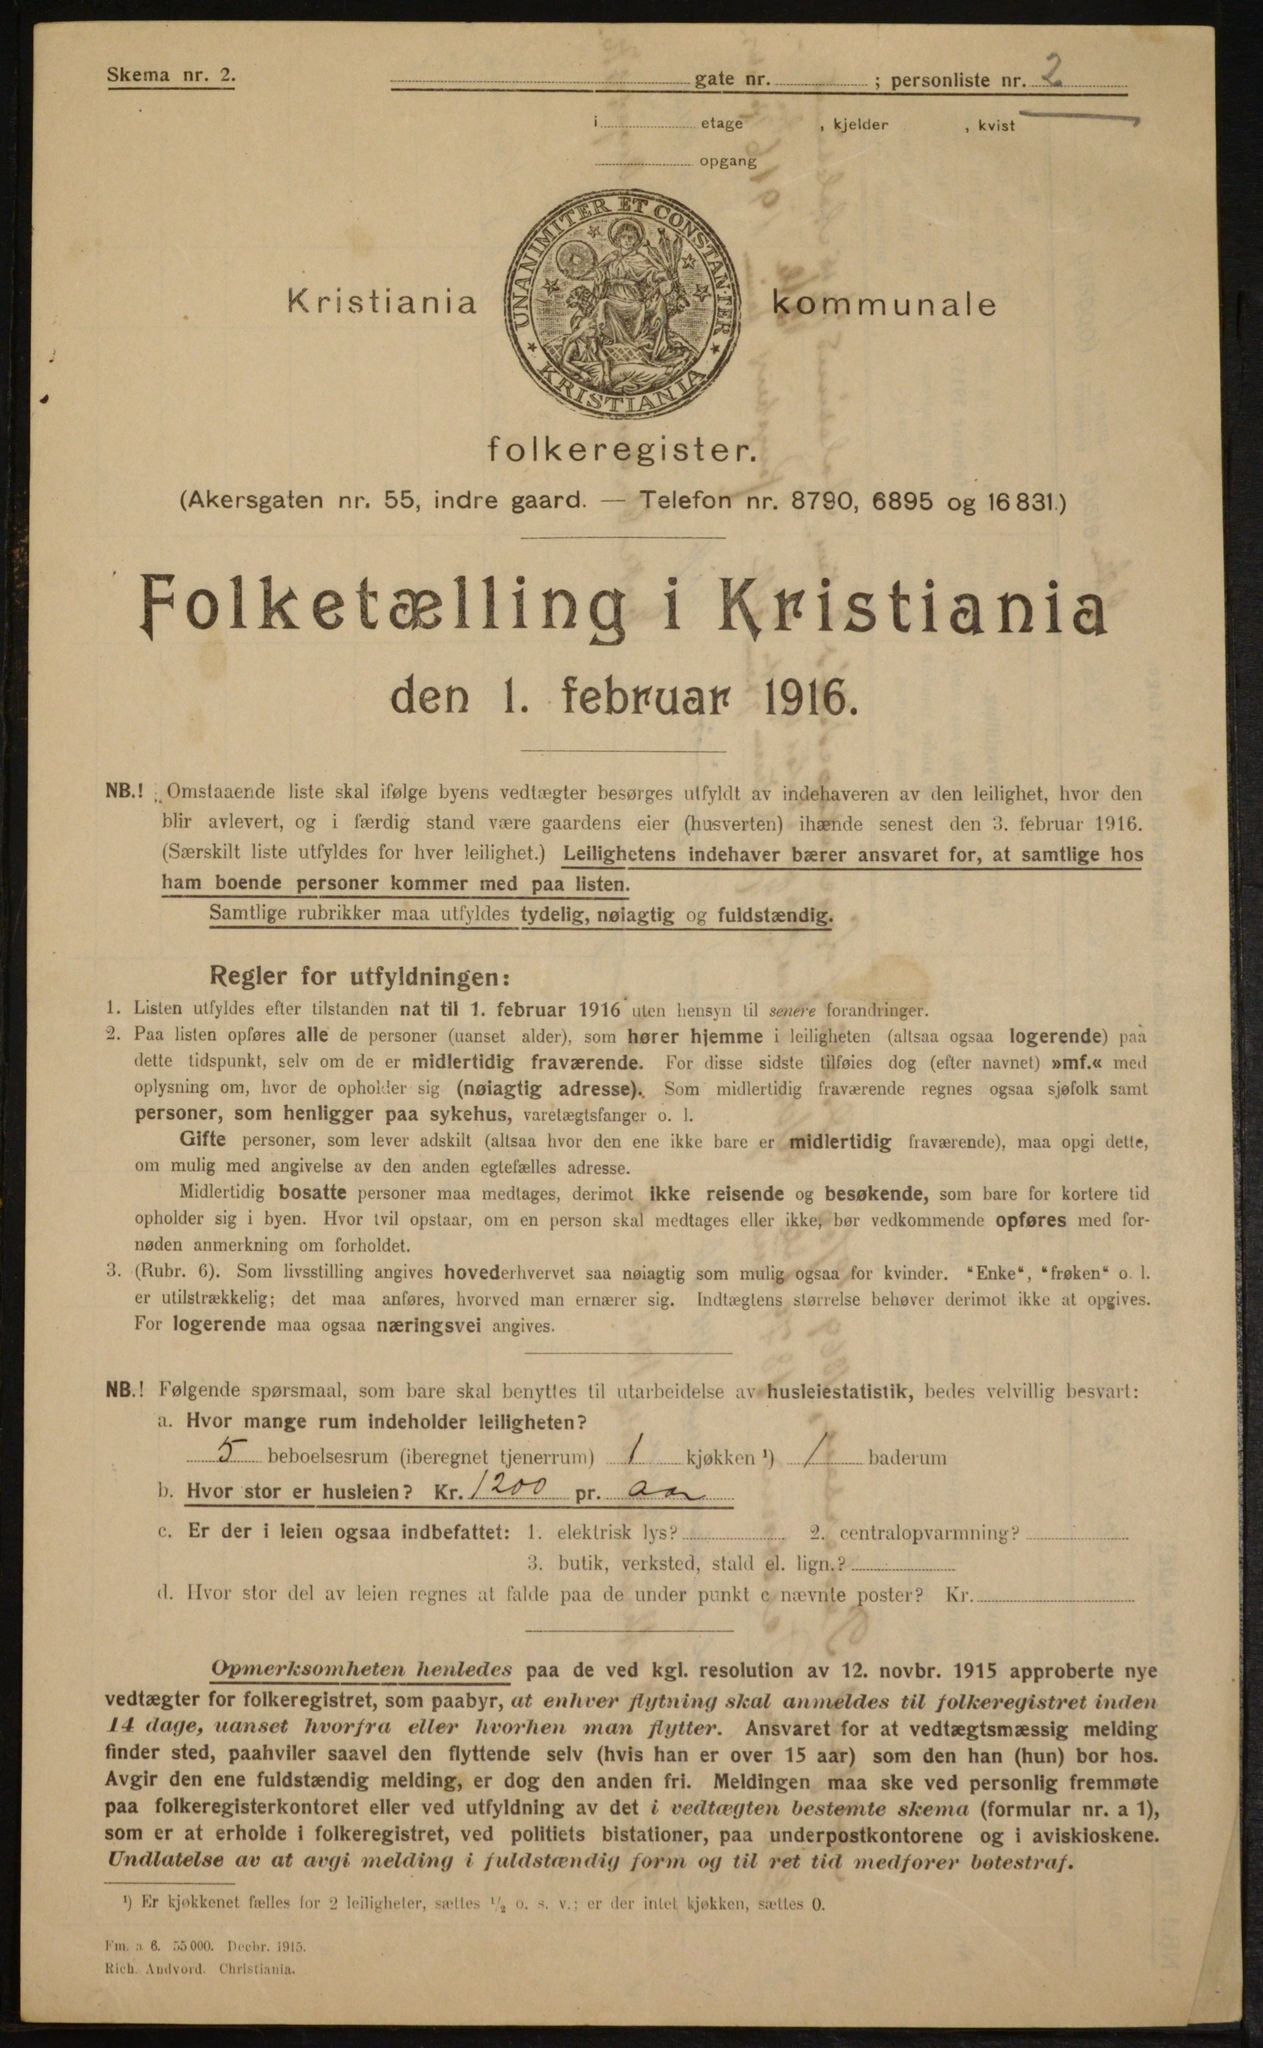 Skema nr. 2. gate nr. ; personliste nr. 2
i etage , kjelder , kvist
opgang
UNANIMITER ET CONSTANTER
KRISTIANIA
Kristiania kommunale
folkeregister.
(Akersgaten nr. 55, indre gaard. — Telefon nr. 8790, 6895 og 16 831.)
Folketælling i Kristiania
den 1. februar 1916.
NB.! Omstaaende liste skal ifølge byens vedtægter besørges utfyldt av indehaveren av den leilighet, hvor den
blir avlevert, og i færdig stand være gaardens eier (husverten) ihænde senest den 3. februar 1916.
(Særskilt liste utfyldes for hver leilighet.) Leilighetens indehaver bærer ansvaret for, at samtlige hos
ham boende personer kommer med paa listen.
Samtlige rubrikker maa utfyldes tydelig, nøiagtig og fuldstændig.
Regler for utfyldningen:
1. Listen utfyldes efter tilstanden nat til 1. februar 1916 uten hensyn til senere forandringer.
2. Paa listen opføres alle de personer (uanset alder), som hører hjemme i leiligheten (altsaa ogsaa logerende) paa
dette tidspunkt, selv om de er midlertidig fraværende. For disse sidste tilføies dog (efter navnet) »mf.« med
oplysning om, hvor de opholder sig (nøiagtig adresse). Som midlertidig fraværende regnes ogsaa sjøfolk samt
personer, som henligger paa sykehus, varetægtsfanger o. l.
Gifte personer, som lever adskilt (altsaa hvor den ene ikke bare er midlertidig fraværende), maa opgi dette,
om mulig med angivelse av den anden egtefælles adresse.
Midlertidig bosatte personer maa medtages, derimot ikke reisende og besøkende, som bare for kortere tid
opholder sig i byen. Hvor tvil opstaar, om en person skal medtages eller ikke, bør vedkommende opføres med for-
nøden anmerkning om forholdet.
3. (Rubr. 6). Som livsstilling angives hovederhvervet saa nøiagtig som mulig ogsaa for kvinder. "Enke", "frøken" o. l.
er utilstrækkelig; det maa anføres, hvorved man ernærer sig. Indtægtens størrelse behøver derimot ikke at opgives.
For logerende maa ogsaa næringsvei angives.
NB.! Følgende spørsmaal, som bare skal benyttes til utarbeidelse av husleiestatistik, bedes velvillig besvart:
a. Hvor mange rum indeholder leiligheten?
5 beboelsesrum (iberegnet tjenerrum) 1 kjøkken ¹) 1 baderum
b. Hvor stor er husleien? Kr. 1200 pr. aar
c. Er der i leien ogsaa indbefattet: 1. elektrisk lys? 2. centralopvarmning?
3. butik, verksted, stald el. lign.?
d. Hvor stor del av leien regnes at falde paa de under punkt c nævnte poster? Kr.
Opmerksomheten henledes paa de ved kgl. resolution av 12. novbr. 1915 approberte nye
vedtægter for folkeregistret, som paabyr, at enhver flytning skal anmeldes til folkeregistret inden
14 dage, uanset hvorfra eller hvorhen man flytter. Ansvaret for at vedtægtsmæssig melding
finder sted, paahviler saavel den flyttende selv (hvis han er over 15 aar) som den han (hun) bor hos.
Avgir den ene fuldstændig melding, er dog den anden fri. Meldingen maa ske ved personlig fremmøte
paa folkeregisterkontoret eller ved utfyldning av det i vedtægten bestemte skema (formular nr. a 1),
som er at erholde i folkeregistret, ved politiets bistationer, paa underpostkontorene og i aviskioskene.
Undlatelse av at avgi melding i fuldstændig form og til ret tid medfører bøtestraf.
¹) Er kjøkkenet fælles for 2 leiligheter, sættes ½ o. s. v.; er der intet kjøkken, sættes 0.
Fm. a 6. 55 000. Decbr. 1915.
Rich. Andvord. Christiania.